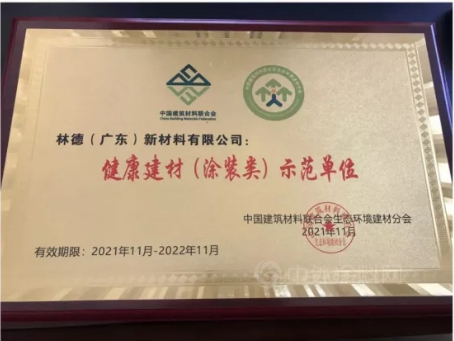 中国建筑材料联合会
China Building Materials Federation
林德（广东）新材料有限公司：
健康建材（涂装类）示范单位
中国建筑材料联合会生态环境建材分会
2021年11月
有效期限：2021年11月-2022年11月